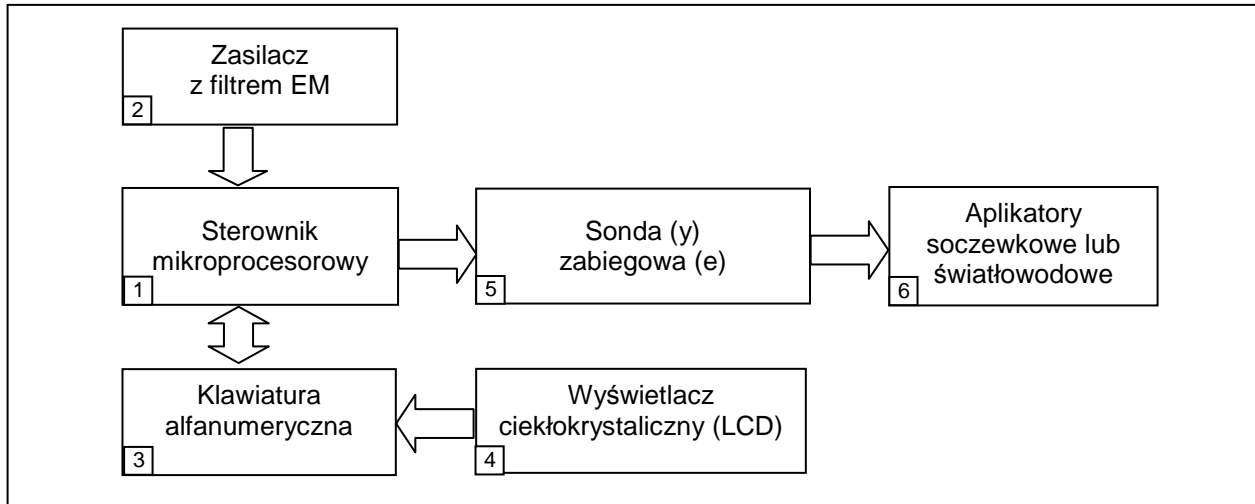 Zasilacz
z filtrem EM
2
Sterownik
mikroprocesorowy
1
Sonda (y)
zabiegowa (e)
5
Aplikatory
soczewkowe lub
światłowodowe
6
Klawiatura
alfanumeryczna
3
Wyświetlacz
ciekłokrystaliczny (LCD)
4